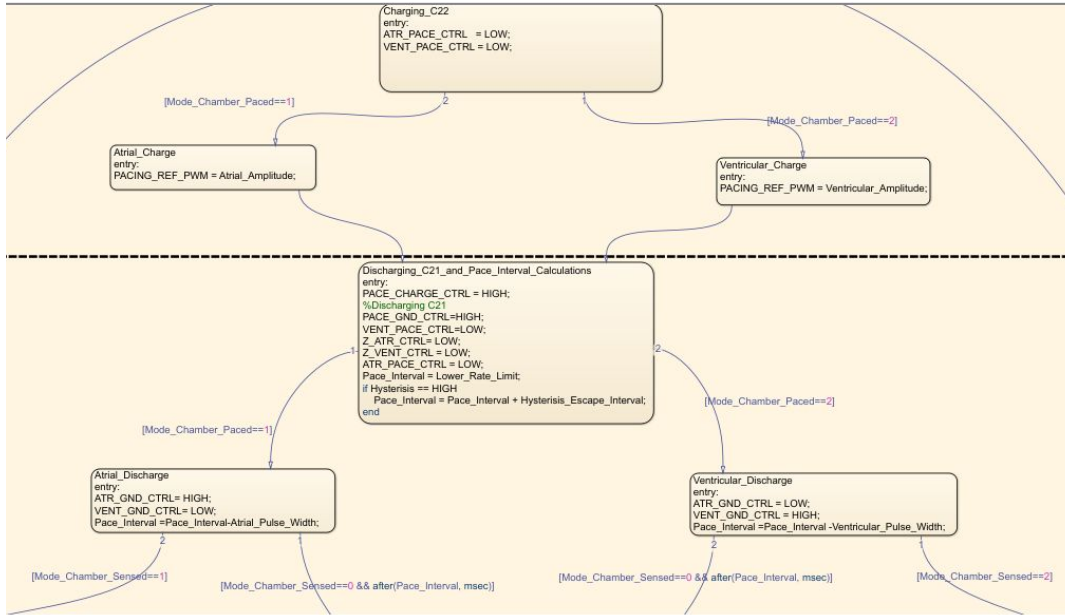 Charging_C22
entry:
ATR_PACE_CTRL = LOW;
VENT_PACE_CTRL = LOW;
2
1
[Mode_Chamber_Paced==1]
[Mode_Chamber_Paced==2]
Atrial_Charge
entry:
PACING_REF_PWM = Atrial_Amplitude;
Ventricular_Charge
entry:
PACING_REF_PWM = Ventricular_Amplitude;
Discharging_C21_and_Pace_Interval_Calculations
entry:
PACE_CHARGE_CTRL = HIGH;
%Discharging C21
PACE_GND_CTRL=HIGH;
VENT_PACE_CTRL=LOW;
Z_ATR_CTRL= LOW;
Z_VENT_CTRL = LOW;
ATR_PACE_CTRL = LOW;
Pace_Interval = Lower_Rate_Limit;
if Hysterisis == HIGH
Pace_Interval = Pace_Interval + Hysterisis_Escape_Interval;
end
1
2
[Mode_Chamber_Paced==1]
[Mode_Chamber_Paced==2]
Atrial_Discharge
entry:
ATR_GND_CTRL= HIGH;
VENT_GND_CTRL= LOW;
Pace_Interval =Pace_Interval-Atrial_Pulse_Width;
2
1
Ventricular_Discharge
entry:
ATR_GND_CTRL = LOW;
VENT_GND_CTRL = HIGH;
Pace_Interval =Pace_Interval -Ventricular_Pulse_Width;
2
1
[Mode_Chamber_Sensed==1]
[Mode_Chamber_Sensed==0 && after(Pace_Interval, msec)]
[Mode_Chamber_Sensed==0 && after(Pace_Interval, msec)]
[Mode_Chamber_Sensed==2]